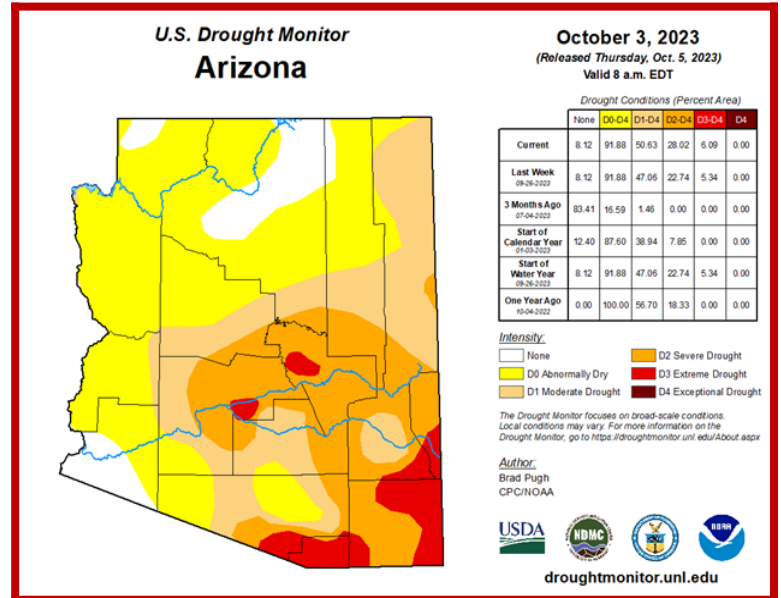 U.S. Drought Monitor
Arizona
October 3, 2023
(Released Thursday, Oct. 5, 2023)
Valid 8 a.m. EDT
Drought Conditions (Percent Area)
None D0-D4 D1-D4 D2-D4 D3-D4 D4
Current 8.12 91.88 50.63 28.02 6.09 0.00
Last Week
09-26-2023 8.12 91.88 47.06 22.74 5.34 0.00
3 Months Ago
07-04-2023 83.41 16.59 1.46 0.00 0.00 0.00
Start of
Calendar Year
01-03-2023 12.40 87.60 38.94 7.85 0.00 0.00
Start of
Water Year
09-26-2023 8.12 91.88 47.06 22.74 5.34 0.00
One Year Ago
10-04-2022 0.00 100.00 56.70 18.33 0.00 0.00
Intensity:
None
D0 Abnormally Dry
D1 Moderate Drought
D2 Severe Drought
D3 Extreme Drought
D4 Exceptional Drought
The Drought Monitor focuses on broad-scale conditions.
Local conditions may vary. For more information on the
Drought Monitor, go to https://droughtmonitor.unl.edu/About.aspx
Author:
Brad Pugh
CPC/NOAA
USDA
NDMC
NOAA
droughtmonitor.unl.edu